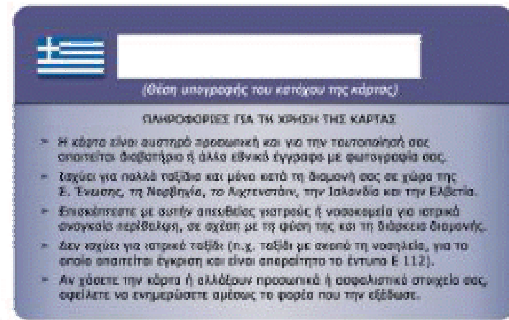 (Θέση υπογραφής του κατόχου της κάρτας)
ΠΛΗΡΟΦΟΡΙΕΣ ΓΙΑ ΤΗ ΧΡΗΣΗ ΤΗΣ ΚΑΡΤΑΣ
➢ Η κάρτα είναι αυστηρά προσωπική και για την ταυτοποίησή σας
απαιτείται διαβατήριο ή άλλο εθνικό έγγραφο με φωτογραφία σας.
➢ Ισχύει για πολλά ταξίδια και μόνο κατά τη διαμονή σας σε χώρα της
Ε. Ένωσης, τη Νορβηγία, το Λιχτενστάιν, την Ισλανδία και την Ελβετία.
➢ Επισκέπτεστε με αυτήν απευθείας γιατρούς ή νοσοκομεία για ιατρικά
αναγκαία περίθαλψη, σε σχέση με τη φύση της και τη διάρκεια διαμονής.
➢ Δεν ισχύει για ιατρικά ταξίδι (π.χ. ταξίδι με σκοπό τη νοσηλεία, για το
οποίο απαιτείται έγκριση και είναι απαραίτητο το έντυπο Ε 112).
➢ Αν χάσετε την κάρτα ή αλλάξουν προσωπικά ή ασφαλιστικά στοιχεία σας,
οφείλετε να ενημερώσετε αμέσως το φορέα που την εξέδωσε.